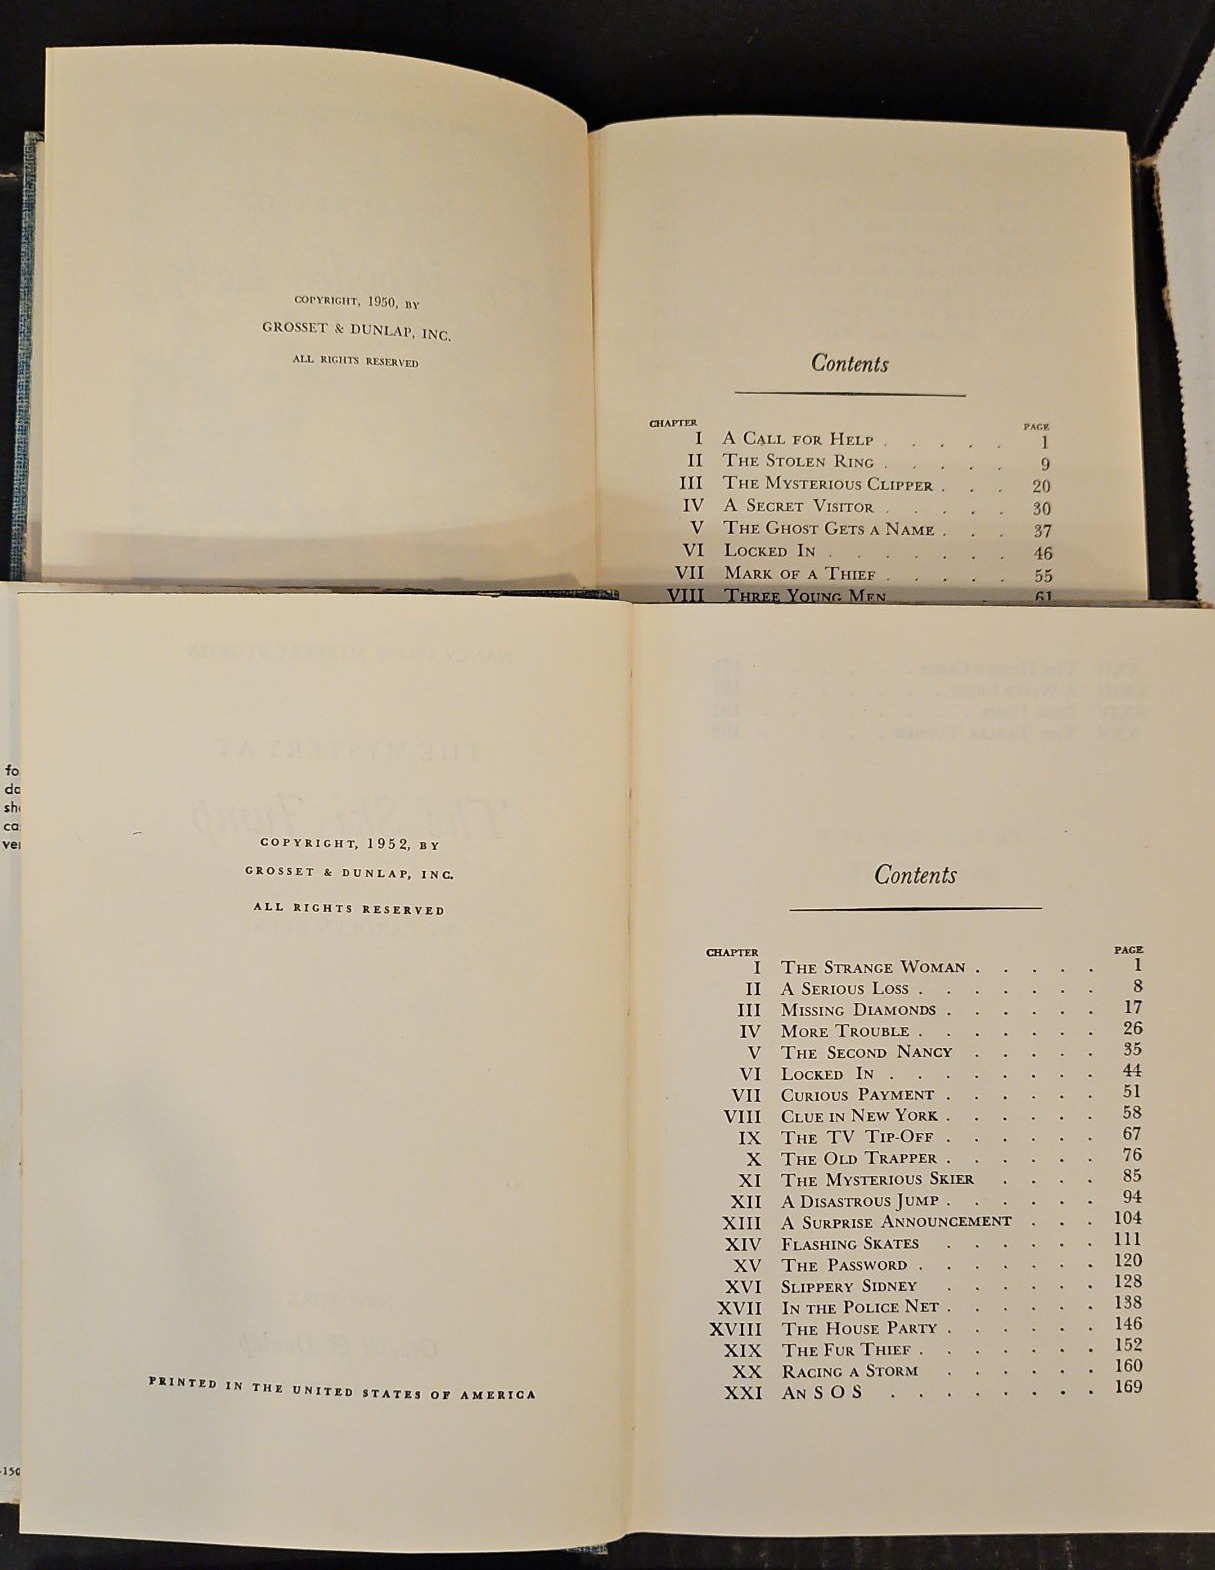 COPYRIGHT, 1950, BY
GROSSET & DUNLAP, INC.
ALL RIGHTS RESERVED
Contents
CHAPTER PAGE
I A CALL FOR HELP . . . . . 1
II THE STOLEN RING . . . . . 9
III THE MYSTERIOUS CLIPPER . . . 20
IV A SECRET VISITOR . . . . . 30
V THE GHOST GETS A NAME . . . 37
VI LOCKED IN . . . . . . . 46
VII MARK OF A THIEF . . . . . 55
VIII THREE YOUNG MEN 61
COPYRIGHT, 1952, BY
GROSSET & DUNLAP, INC.
ALL RIGHTS RESERVED
PRINTED IN THE UNITED STATES OF AMERICA
Contents
CHAPTER PAGE
I THE STRANGE WOMAN . . . . . 1
II A SERIOUS LOSS . . . . . . . 8
III MISSING DIAMONDS . . . . . . 17
IV MORE TROUBLE . . . . . . . 26
V THE SECOND NANCY . . . . . 35
VI LOCKED IN . . . . . . . . 44
VII CURIOUS PAYMENT . . . . . . 51
VIII CLUE IN NEW YORK . . . . . . 58
IX THE TV TIP-OFF . . . . . . 67
X THE OLD TRAPPER . . . . . . 76
XI THE MYSTERIOUS SKIER . . . . 85
XII A DISASTROUS JUMP . . . . . . 94
XIII A SURPRISE ANNOUNCEMENT . . . 104
XIV FLASHING SKATES . . . . . . 111
XV THE PASSWORD . . . . . . . 120
XVI SLIPPERY SIDNEY . . . . . . 128
XVII IN THE POLICE NET . . . . . . 138
XVIII THE HOUSE PARTY . . . . . . 146
XIX THE FUR THIEF . . . . . . . 152
XX RACING A STORM . . . . . . 160
XXI AN S O S . . . . . . . . 169